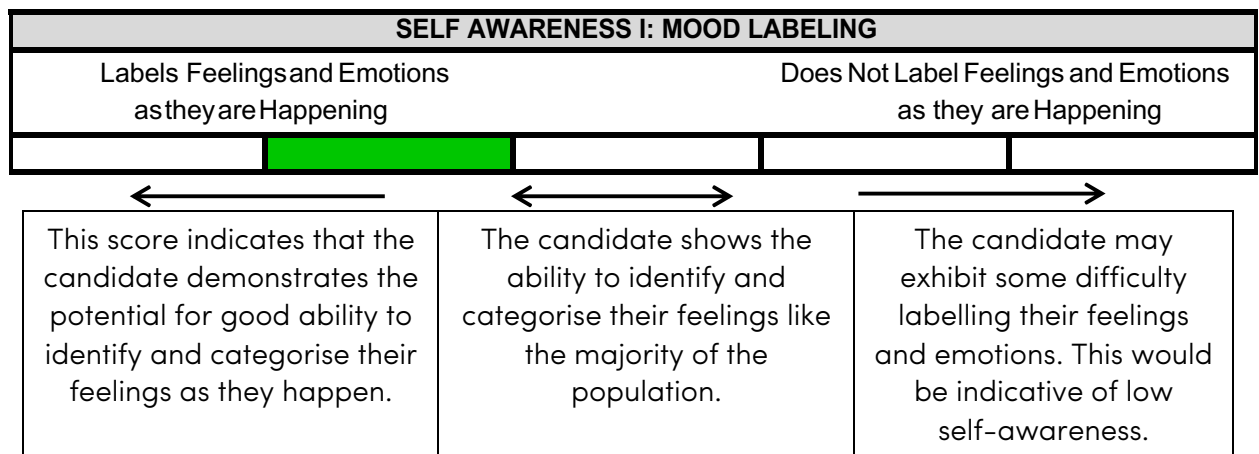 SELF AWARENESS I: MOOD LABELING
Labels Feelings and Emotions
as they are Happening
Does Not Label Feelings and Emotions
as they are Happening
This score indicates that the
candidate demonstrates the
potential for good ability to
identify and categorise their
feelings as they happen.
The candidate shows the
ability to identify and
categorise their feelings like
the majority of the
population.
The candidate may
exhibit some difficulty
labelling their feelings
and emotions. This would
be indicative of low
self-awareness.